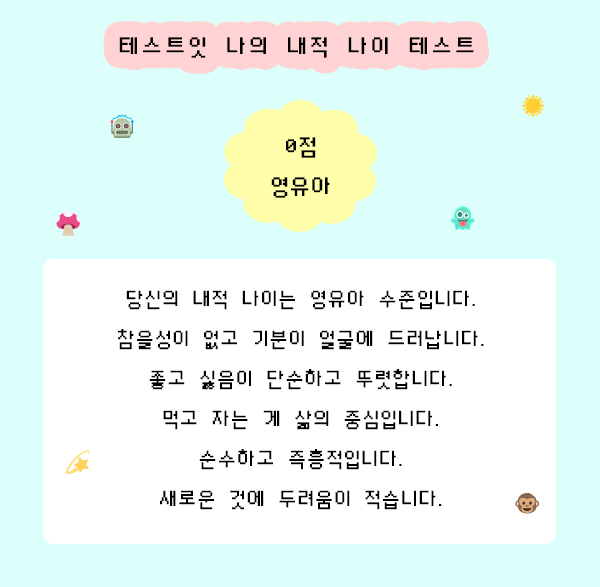 테스트잇 나의 내적 나이 테스트
0점
영유아
당신의 내적 나이는 영유아 수준입니다.
참을성이 없고 기분이 얼굴에 드러납니다.
좋고 싫음이 단순하고 뚜렷합니다.
먹고 자는 게 삶의 중심입니다.
순수하고 즉흥적입니다.
새로운 것에 두려움이 적습니다.